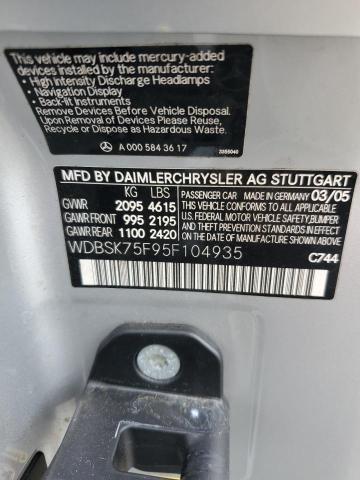 This vehicle may include mercury-added
devices installed by the manufacturer:
• High Intensity Discharge Headlamps
• Navigation Display
• Back-lit Instruments
Remove Devices Before Vehicle Disposal.
Upon Removal of Devices Please Reuse,
Recycle or Dispose as Hazardous Waste.
A 000 584 36 17
3355040
MFD BY DAIMLERCHRYSLER AG STUTTGART
KG LBS PASSENGER CAR MADE IN GERMANY 03/05
GVWR 2095 4615
GAWR FRONT 995 2195
GAWR REAR 1100 2420
THIS VEHICLE CONFORMS TO ALL APPLICABLE
U.S. FEDERAL MOTOR VEHICLE SAFETY, BUMPER
AND THEFT PREVENTION STANDARDS IN EFFECT
ON THE DATE OF MANUFACTURE SHOWN ABOVE
WDBSK75F95F104935
C744